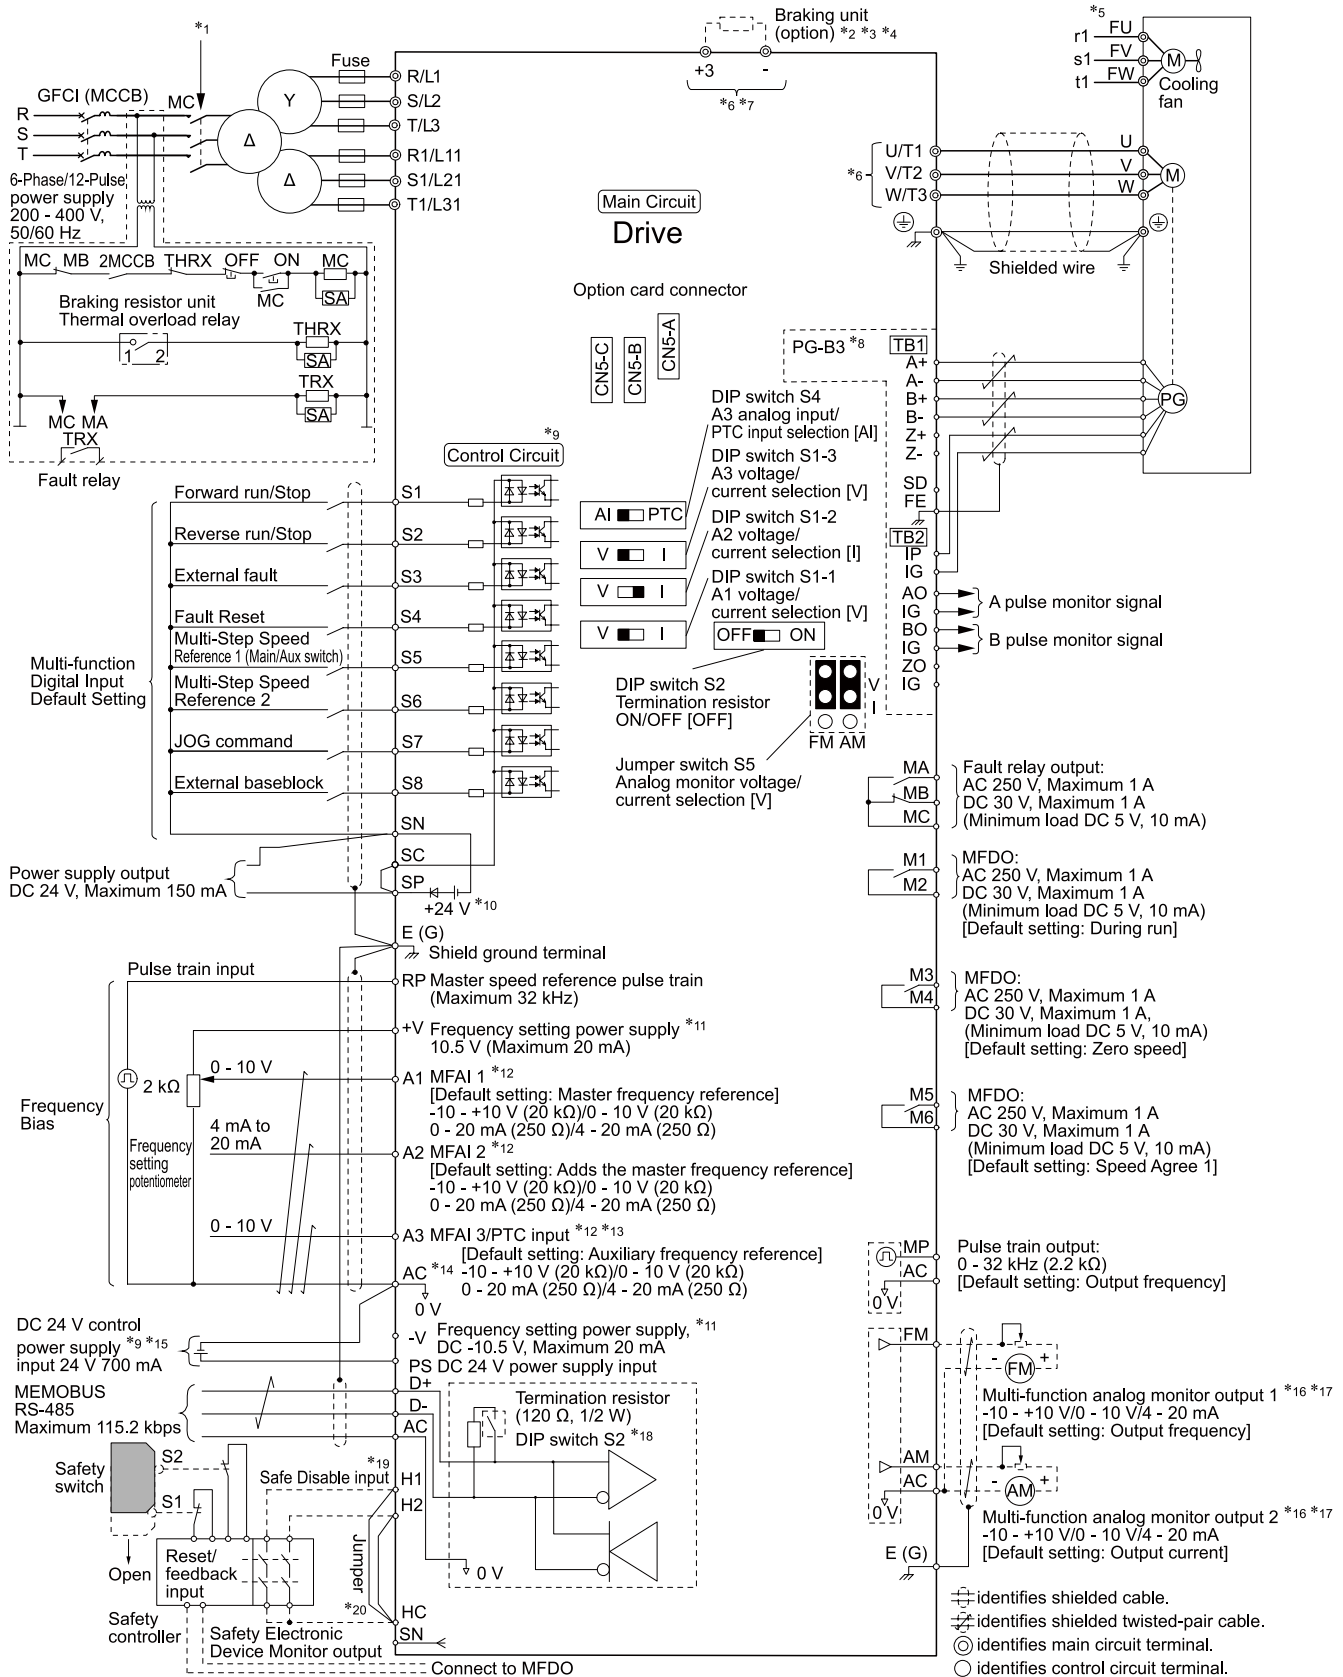 *1
Braking unit
(option) *2 *3 *4
+3
-
*6 *7
*5
r1 FU
s1 FV
t1 FW
M
Cooling
fan
Fuse
GFCI (MCCB)
MC
R
S
T
Y
Δ
Δ
R/L1
S/L2
T/L3
R1/L11
S1/L21
T1/L31
6-Phase/12-Pulse
power supply
200 - 400 V,
50/60 Hz
Main Circuit
Drive
*6
U/T1
V/T2
W/T3
U
V
W
M
Shielded wire
MC MB 2MCCB THRX OFF ON MC
MC
SA
Braking resistor unit
Thermal overload relay
1 2
THRX
SA
TRX
SA
MC MA
TRX
Fault relay
Option card connector
CN5-C
CN5-B
CN5-A
PG-B3 *8
TB1
A+
A-
B+
B-
Z+
Z-
SD
FE
TB2
IP
IG
AO
IG
BO
IG
ZO
IG
PG
A pulse monitor signal
B pulse monitor signal
*9
Control Circuit
DIP switch S4
A3 analog input/
PTC input selection [AI]
DIP switch S1-3
A3 voltage/
current selection [V]
DIP switch S1-2
A2 voltage/
current selection [I]
DIP switch S1-1
A1 voltage/
current selection [V]
AI PTC
V I
V I
V I
OFF ON
DIP switch S2
Termination resistor
ON/OFF [OFF]
V
I
FM AM
Jumper switch S5
Analog monitor voltage/
current selection [V]
Multi-function
Digital Input
Default Setting
Forward run/Stop
S1
Reverse run/Stop
S2
External fault
S3
Fault Reset
S4
Multi-Step Speed
Reference 1 (Main/Aux switch)
S5
Multi-Step Speed
Reference 2
S6
JOG command
S7
External baseblock
S8
SN
SC
SP
+24 V *10
Power supply output
DC 24 V, Maximum 150 mA
E (G)
Shield ground terminal
MA
MB
MC
Fault relay output:
AC 250 V, Maximum 1 A
DC 30 V, Maximum 1 A
(Minimum load DC 5 V, 10 mA)
M1
M2
MFDO:
AC 250 V, Maximum 1 A
DC 30 V, Maximum 1 A
(Minimum load DC 5 V, 10 mA)
[Default setting: During run]
M3
M4
MFDO:
AC 250 V, Maximum 1 A
DC 30 V, Maximum 1 A,
(Minimum load DC 5 V, 10 mA)
[Default setting: Zero speed]
M5
M6
MFDO:
AC 250 V, Maximum 1 A
DC 30 V, Maximum 1 A
(Minimum load DC 5 V, 10 mA)
[Default setting: Speed Agree 1]
Frequency
Bias
Pulse train input
RP Master speed reference pulse train
(Maximum 32 kHz)
+V Frequency setting power supply *11
10.5 V (Maximum 20 mA)
2 kΩ
0 - 10 V
A1 MFAI 1 *12
[Default setting: Master frequency reference]
-10 - +10 V (20 kΩ)/0 - 10 V (20 kΩ)
0 - 20 mA (250 Ω)/4 - 20 mA (250 Ω)
4 mA to
20 mA
Frequency
setting
potentiometer
A2 MFAI 2 *12
[Default setting: Adds the master frequency reference]
-10 - +10 V (20 kΩ)/0 - 10 V (20 kΩ)
0 - 20 mA (250 Ω)/4 - 20 mA (250 Ω)
0 - 10 V
A3 MFAI 3/PTC input *12 *13
[Default setting: Auxiliary frequency reference]
AC *14 -10 - +10 V (20 kΩ)/0 - 10 V (20 kΩ)
0 - 20 mA (250 Ω)/4 - 20 mA (250 Ω)
0 V
-V Frequency setting power supply, *11
DC -10.5 V, Maximum 20 mA
DC 24 V control
power supply *9 *15
input 24 V 700 mA
PS DC 24 V power supply input
MEMOBUS
RS-485
Maximum 115.2 kbps
D+
D-
AC
Termination resistor
(120 Ω, 1/2 W)
DIP switch S2 *18
0 V
MP
AC
0 V
Pulse train output:
0 - 32 kHz (2.2 kΩ)
[Default setting: Output frequency]
FM
- +
FM
Multi-function analog monitor output 1 *16 *17
-10 - +10 V/0 - 10 V/4 - 20 mA
[Default setting: Output frequency]
AM
AC
0 V
- +
AM
Multi-function analog monitor output 2 *16 *17
-10 - +10 V/0 - 10 V/4 - 20 mA
[Default setting: Output current]
E (G)
Safety
switch
S2
S1
Open
*19
Safe Disable input
H1
H2
Jumper
*20
HC
SN
Reset/
feedback
input
Safety
controller
Safety Electronic
Device Monitor output
Connect to MFDO
identifies shielded cable.
identifies shielded twisted-pair cable.
identifies main circuit terminal.
identifies control circuit terminal.